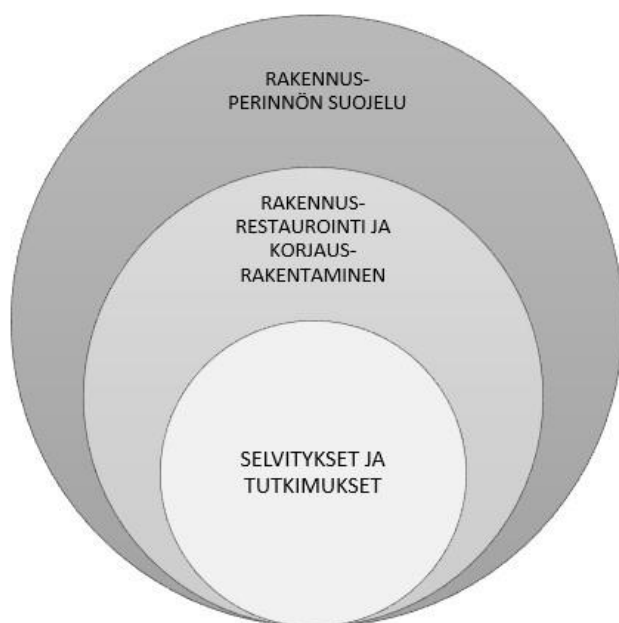 RAKENNUS-
PERINNÖN SUOJELU
RAKENNUS-
RESTAUROINTI JA
KORJAUS-
RAKENTAMINEN
SELVITYKSET JA
TUTKIMUKSET